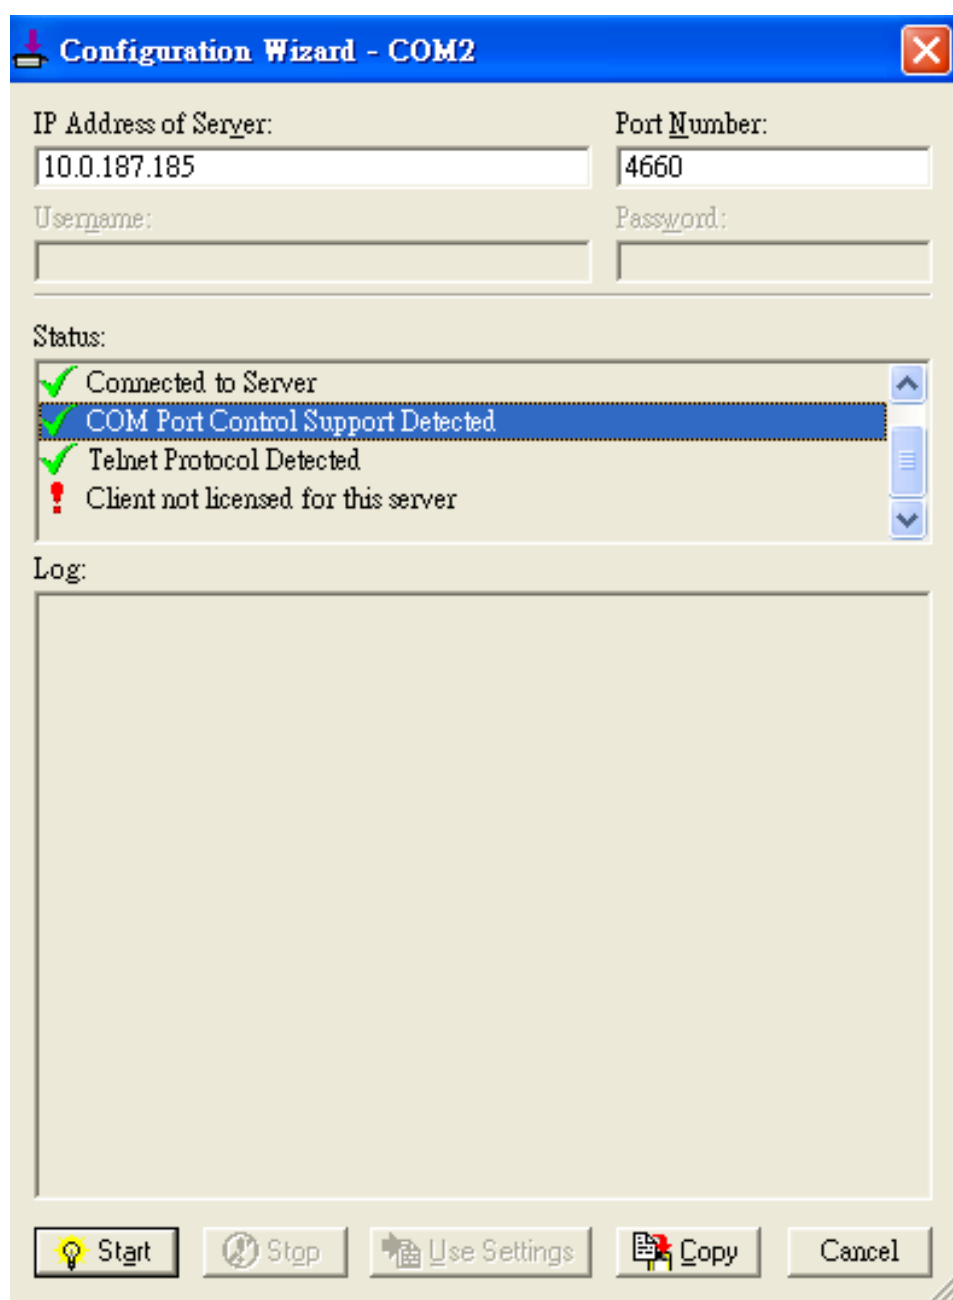 Configuration Wizard - COM2
IP Address of Server: Port Number:
10.0.187.185 4660
Username: Password:
Status:
Connected to Server
COM Port Control Support Detected
Telnet Protocol Detected
Client not licensed for this server
Log:
Start Stop Use Settings Copy Cancel